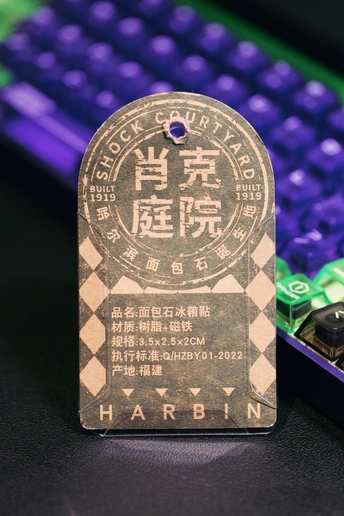 SHOCK COURTYARD
肖克
庭院
BUILT
1919
BUILT
1919
哈尔滨面包石诞生地
品名:面包石冰箱贴
材质:树脂+磁铁
规格:3.5x2.5x2CM
执行标准:Q/HZBY01-2022
产地:福建
HARBIN